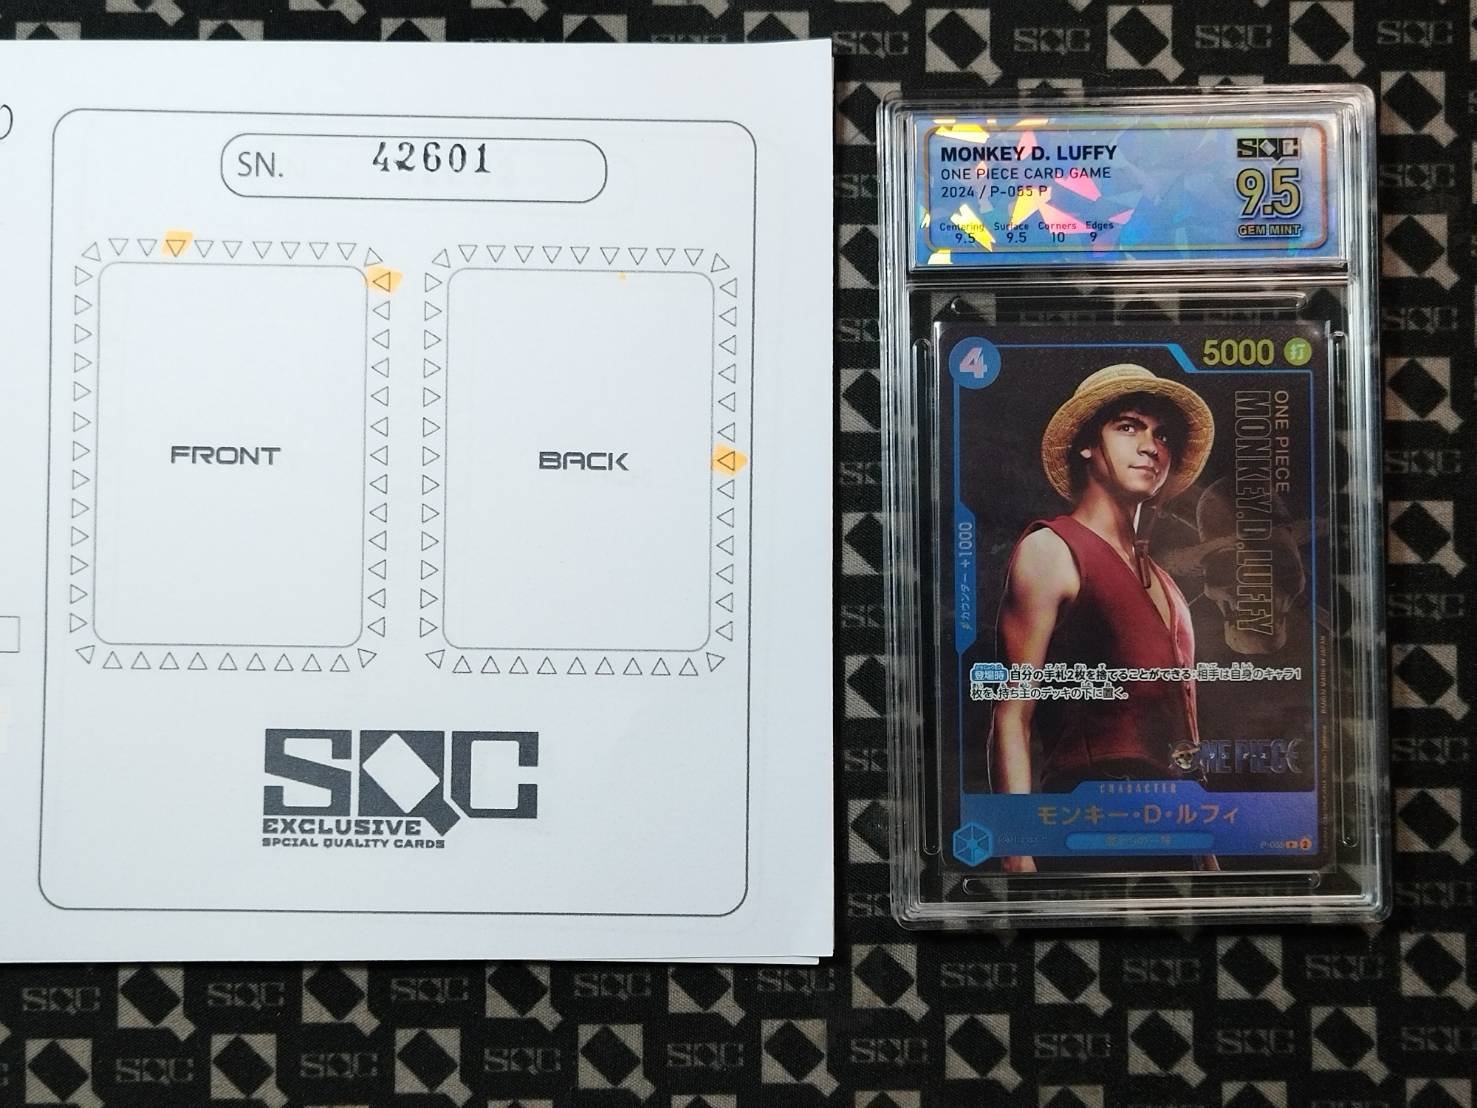 SN. 42601
FRONT
BACK
SQC
EXCLUSIVE
SPCIAL QUALITY CARDS
MONKEY D. LUFFY
ONE PIECE CARD GAME
2024 / P-055 P
SQC
9.5
GEM MINT
Centering Surface Corners Edges
9.5 9.5 10 9
4
5000 打
ONE PIECE
MONKEY.D.LUFFY
カウンター +1000
登場時 自分の手札2枚を捨てることができる:相手は自身のキャラ1
枚を、持ち主のデッキの下に置く。
ONE PIECE
CHARACTER
モンキー・D・ルフィ
P-055